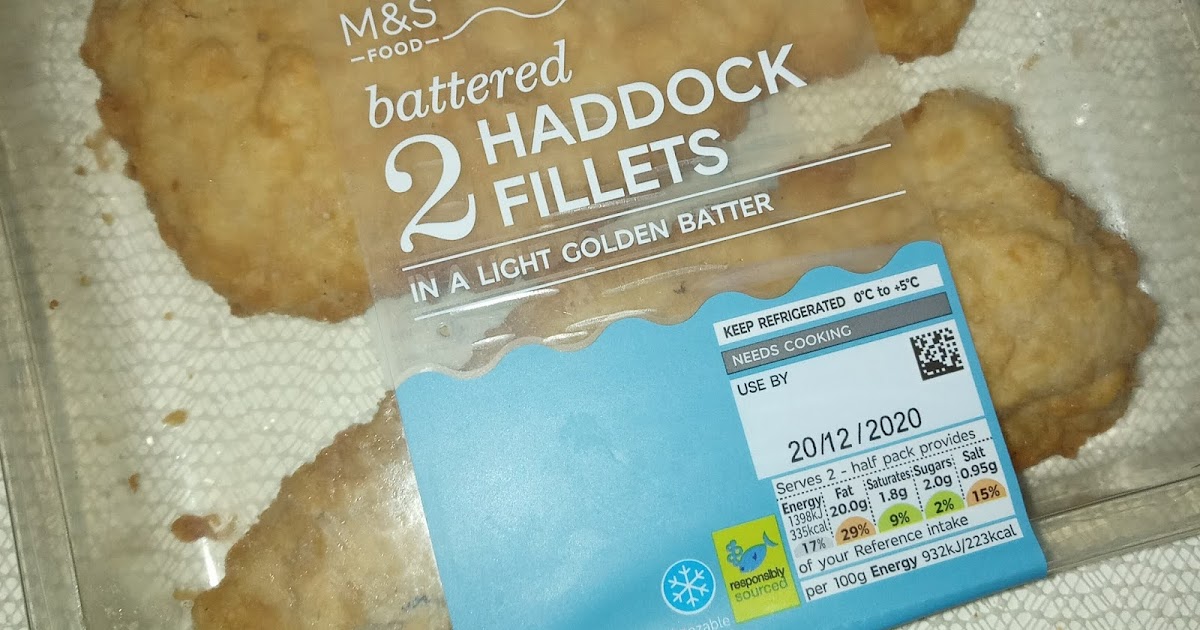 M&S
FOOD
battered
2 HADDOCK
FILLETS
IN A LIGHT GOLDEN BATTER
KEEP REFRIGERATED 0°C to +5°C
NEEDS COOKING
USE BY
20/12/2020
Serves 2 - half pack provides
Energy Fat Saturates Sugars Salt
1398kJ 20.0g 1.8g 2.0g 0.95g
335kcal
17% 29% 9% 2% 15%
of your Reference intake
per 100g Energy 932kJ/223kcal
responsibly
sourced